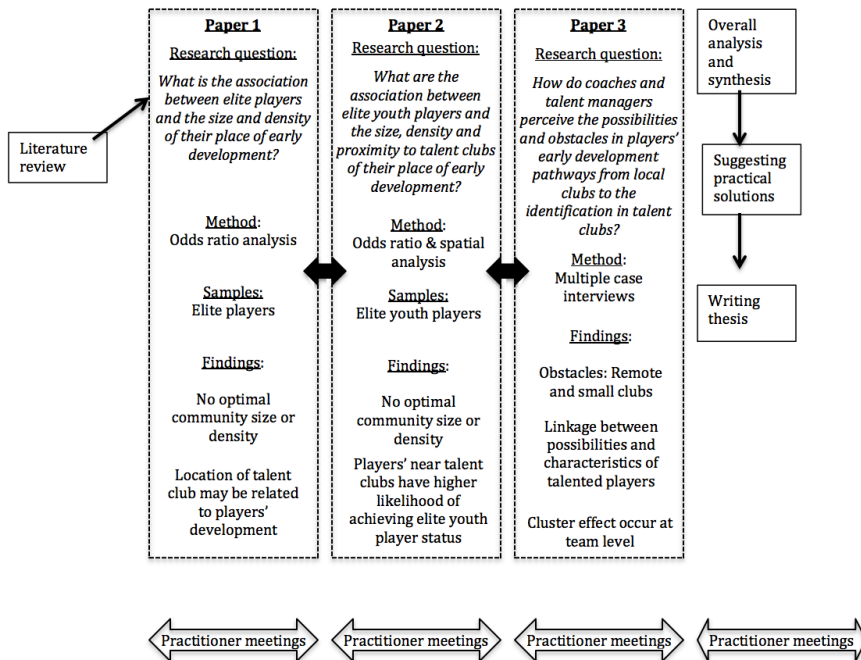 Literature
review
Paper 1
Research question:
What is the association
between elite players
and the size and density
of their place of early
development?
Method:
Odds ratio analysis
Samples:
Elite players
Findings:
No optimal
community size or
density
Location of talent
club may be related
to players'
development
Paper 2
Research question:
What are the
association between
elite youth players
and the size, density
and proximity to talent clubs
of their place of early
development?
Method:
Odds ratio & spatial
analysis
Samples:
Elite youth players
Findings:
No optimal
community size or
density
Players' near talent
clubs have higher
likelihood of
achieving elite youth
player status
Paper 3
Research question:
How do coaches and
talent managers
perceive the possibilities
and obstacles in players'
early development
pathways from local
clubs to the
identification in talent
clubs?
Method:
Multiple case
interviews
Findings:
Obstacles: Remote
and small clubs
Linkage between
possibilities and
characteristics of
talented players
Cluster effect occur at
team level
Overall
analysis
and
synthesis
Suggesting
practical
solutions
Writing
thesis
Practitioner meetings
Practitioner meetings
Practitioner meetings
Practitioner meetings